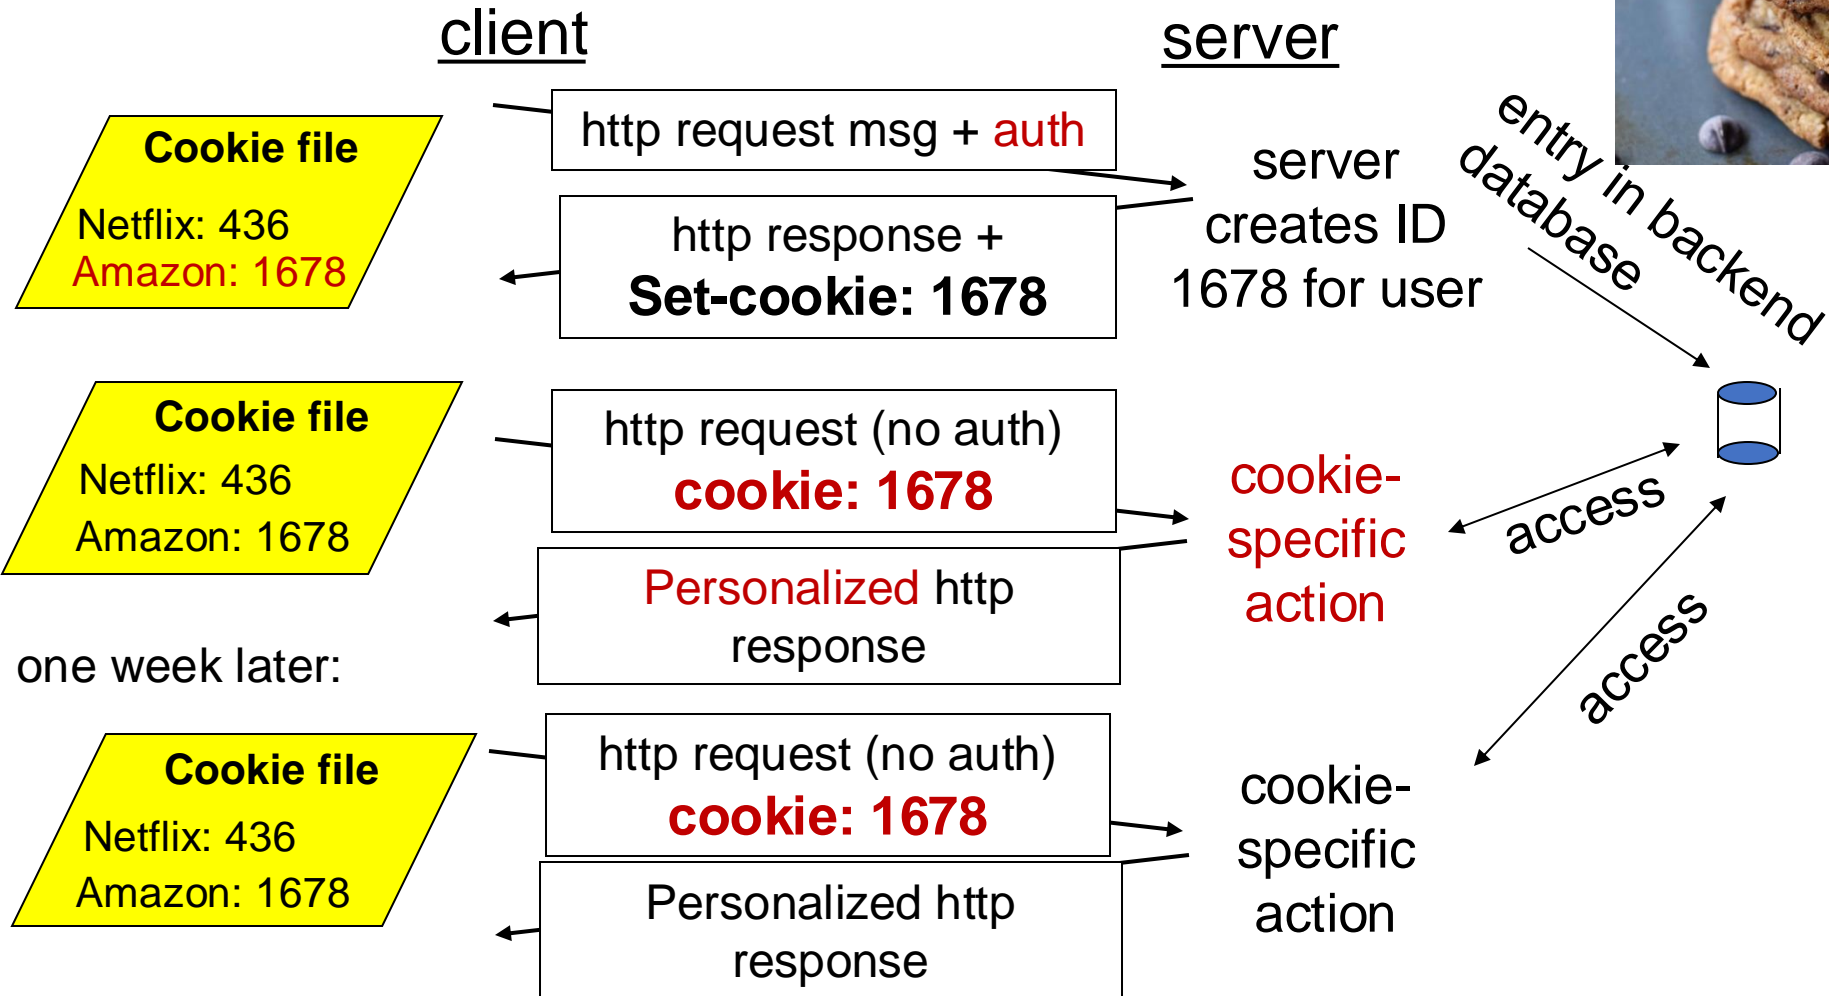 client
server
Cookie file
Netflix: 436
Amazon: 1678
http request msg + auth
http response +
Set-cookie: 1678
server
creates ID
1678 for user
entry in backend
database
Cookie file
Netflix: 436
Amazon: 1678
http request (no auth)
cookie: 1678
Personalized http
response
cookie-
specific
action
access
one week later:
access
Cookie file
Netflix: 436
Amazon: 1678
http request (no auth)
cookie: 1678
Personalized http
response
cookie-
specific
action